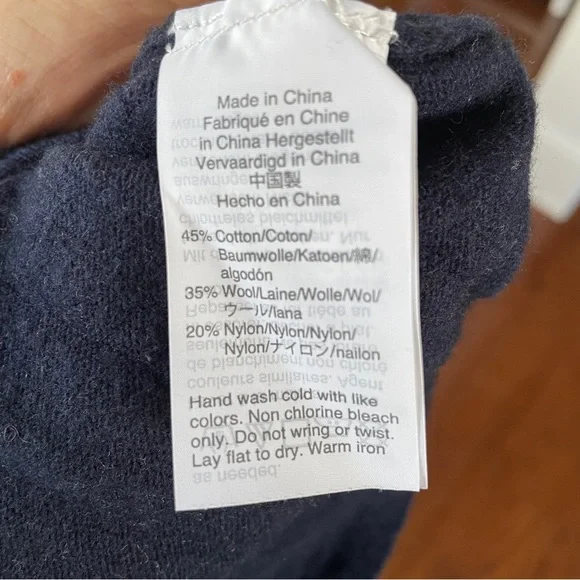 Made in China
Fabriqué en Chine
in China Hergestellt
Vervaardigd in China
中国製
Hecho en China
45% Cotton/Coton/
Baumwolle/Katoen/綿/
algodón
35% Wool/Laine/Wolle/Wol/
ウール/lana
20% Nylon/Nylon/Nylon/
Nylon/ナイロン/nailon
Hand wash cold with like
colors. Non chlorine bleach
only. Do not wring or twist.
Lay flat to dry. Warm iron
as needed.